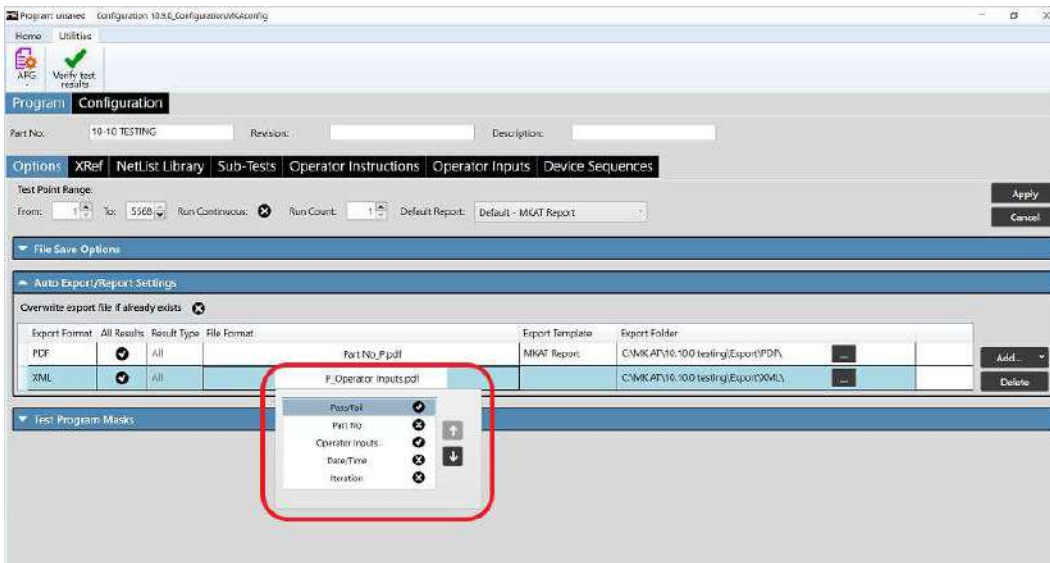 Program: unsaved Configuration: 10.9.0_Configuration\MKAconfig
Home Utilities
APG Verify test results
Program Configuration
Part No: 10-10 TESTING Revision: Description:
Options XRef NetList Library Sub-Tests Operator Instructions Operator Inputs Device Sequences
Test Point Range:
From: 1 To: 5568 Run Continuous: Run Count: 1 Default Report: Default - MKAT Report
Apply
Cancel
File Save Options
Auto Export/Report Settings
Overwrite export file if already exists
Export Format All Results Result Type File Format Export Template Export Folder
PDF All Part No_P.pdf MKAT Report C:\MKAT\10.10.0 testing\Export\PDF\ ...
Add...
XML All P_Operator Inputs.pdf C:\MKAT\10.10.0 testing\Export\XML\ ...
Delete
Pass/Fail
Test Program Masks
Part No
Operator Inputs
Date/Time
Iteration